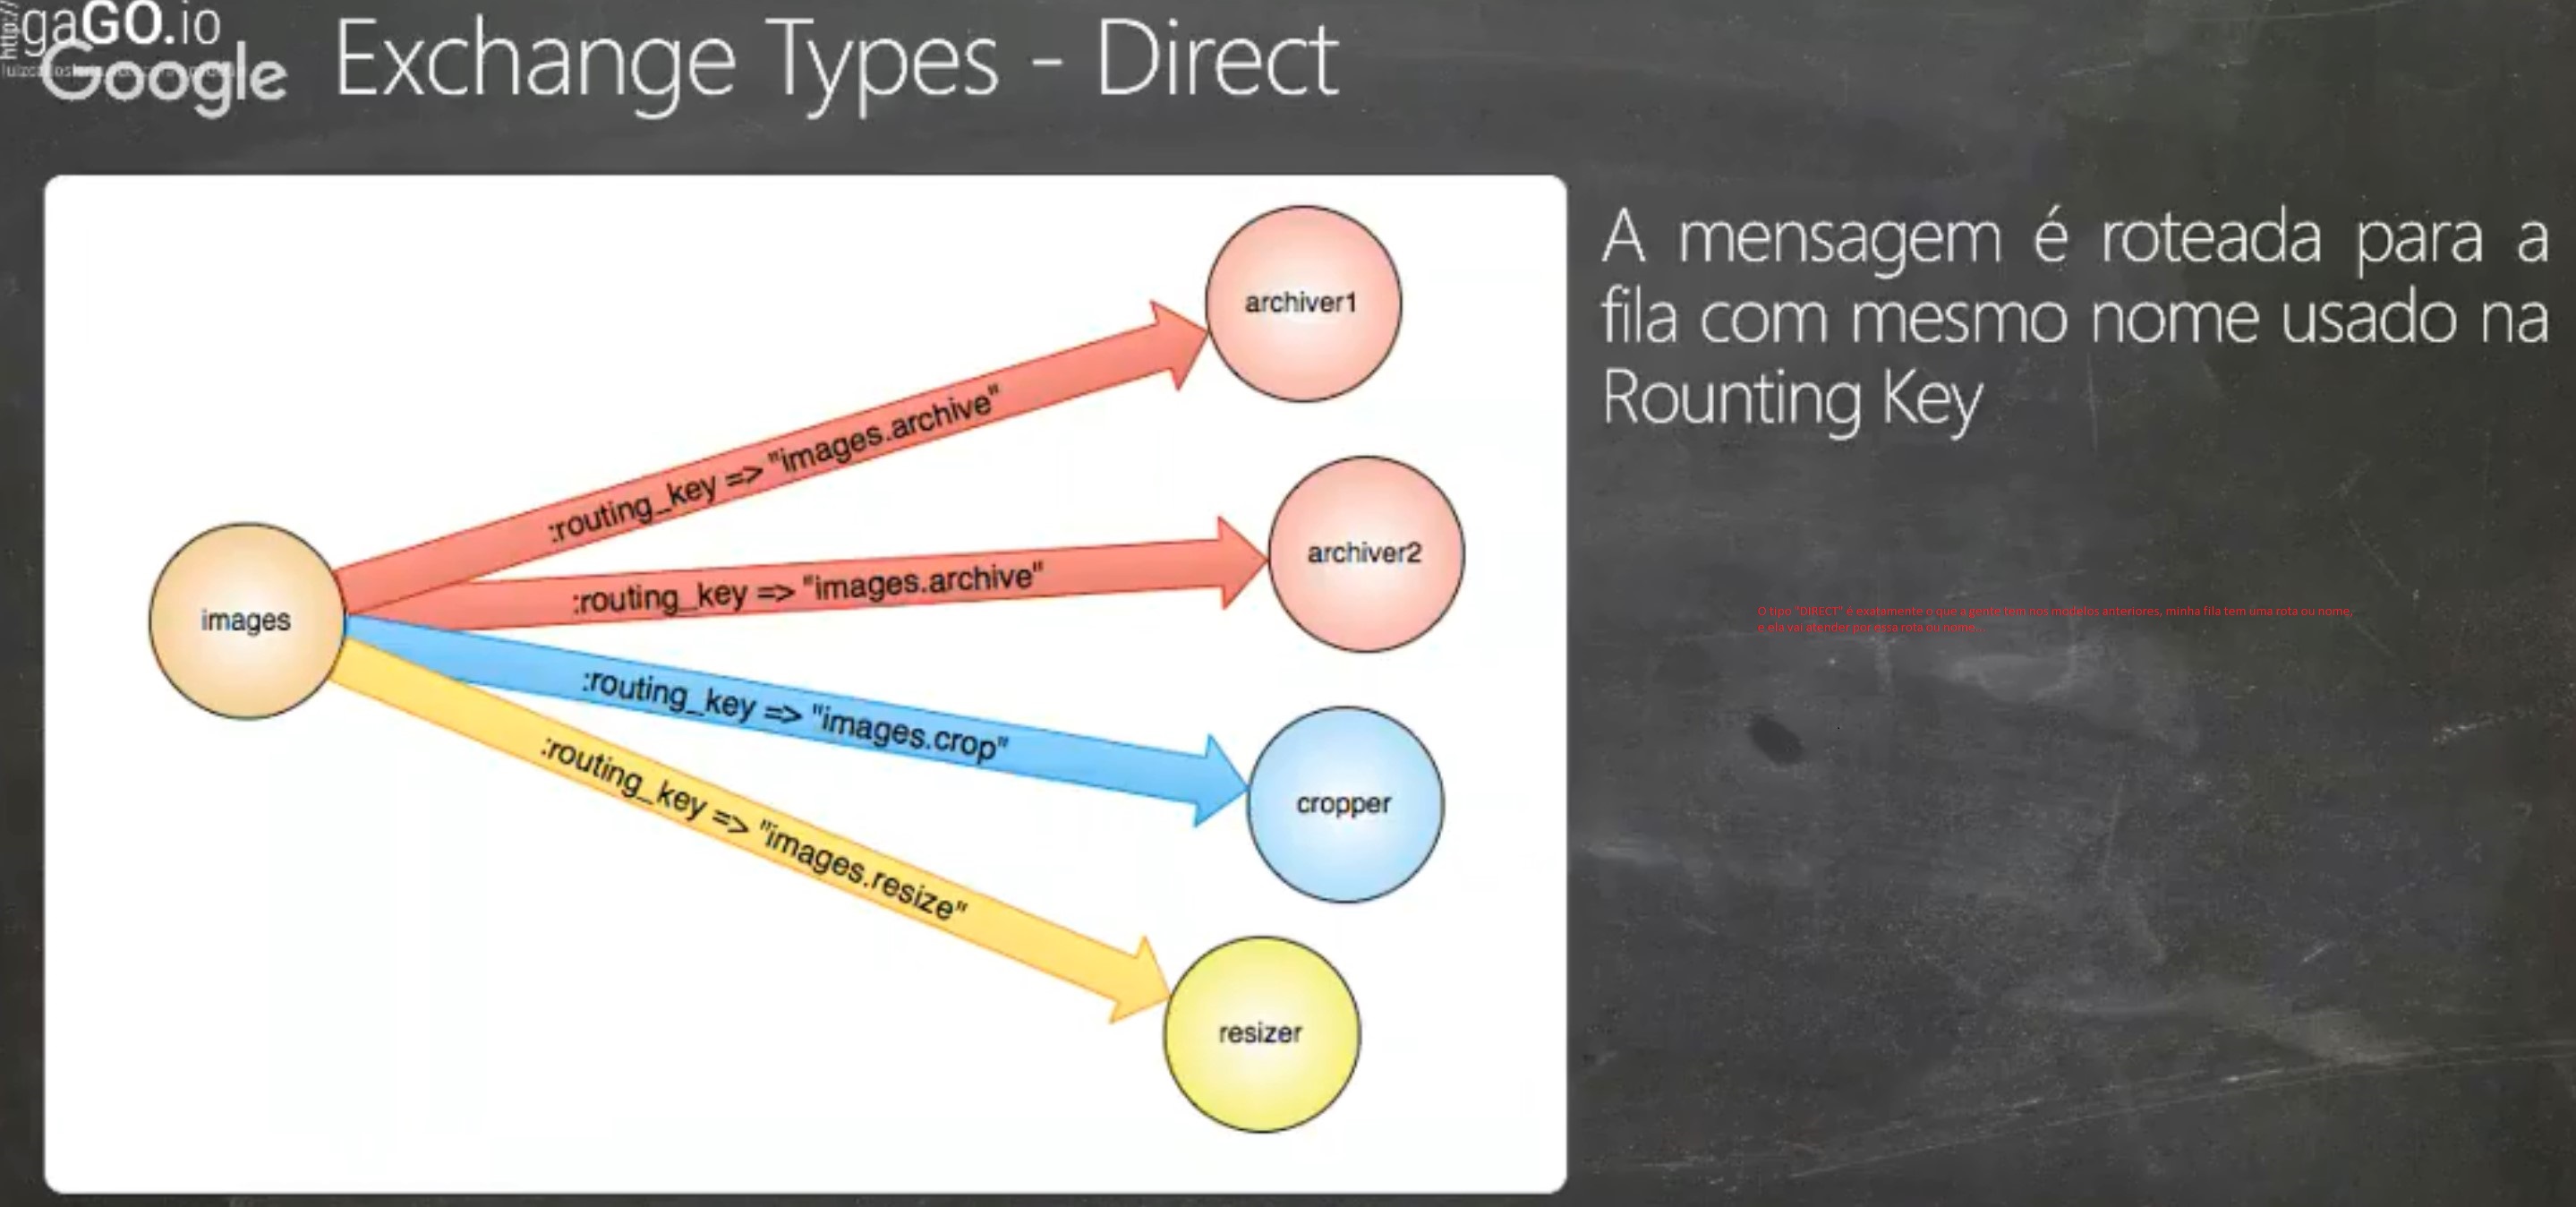 http://
gaGO.io
Google
Exchange Types - Direct
A mensagem é roteada para a
fila com mesmo nome usado na
Rounting Key
images
:routing_key => "images.archive"
archiver1
:routing_key => "images.archive"
archiver2
:routing_key => "images.crop"
cropper
:routing_key => "images.resize"
resizer
O tipo "DIRECT" é exatamente o que a gente tem nos modelos anteriores, minha fila tem uma rota ou nome,
e ela vai atender por essa rota ou nome...